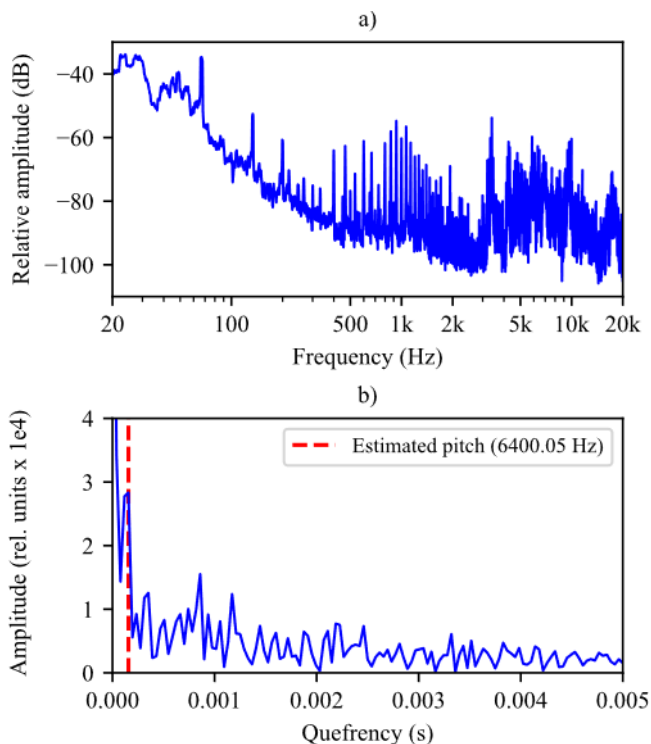 a)
Relative amplitude (dB)
−40
−60
−80
−100
20
100
500
1k
2k
5k
10k
20k
Frequency (Hz)
b)
Amplitude (rel. units x 1e4)
4
3
2
1
0
Estimated pitch (6400.05 Hz)
0.000
0.001
0.002
0.003
0.004
0.005
Quefrency (s)